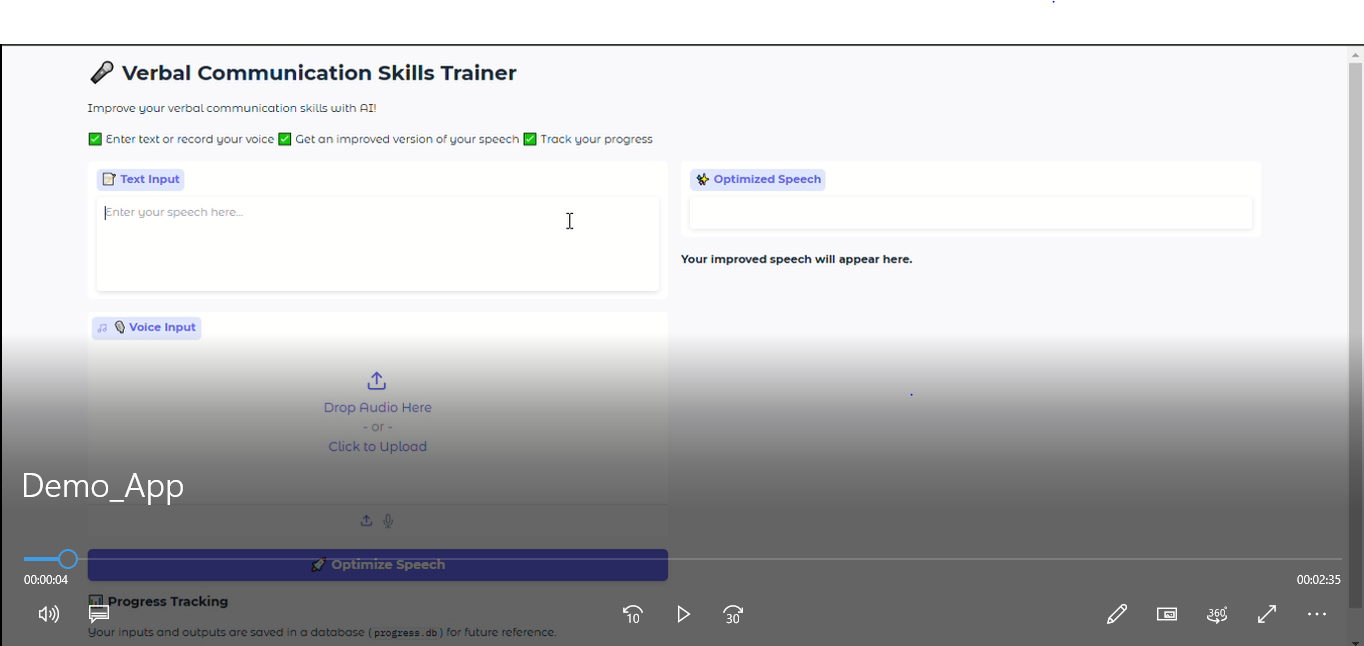 Verbal Communication Skills Trainer
Improve your verbal communication skills with AI!
Enter text or record your voice Get an improved version of your speech Track your progress
Text Input
Enter your speech here...
Optimized Speech
Your improved speech will appear here.
Voice Input
Drop Audio Here
- or -
Click to Upload
Demo_App
Optimize Speech
00:00:04
00:02:35
Progress Tracking
10
30
360°
Your inputs and outputs are saved in a database (progress.db) for future reference.